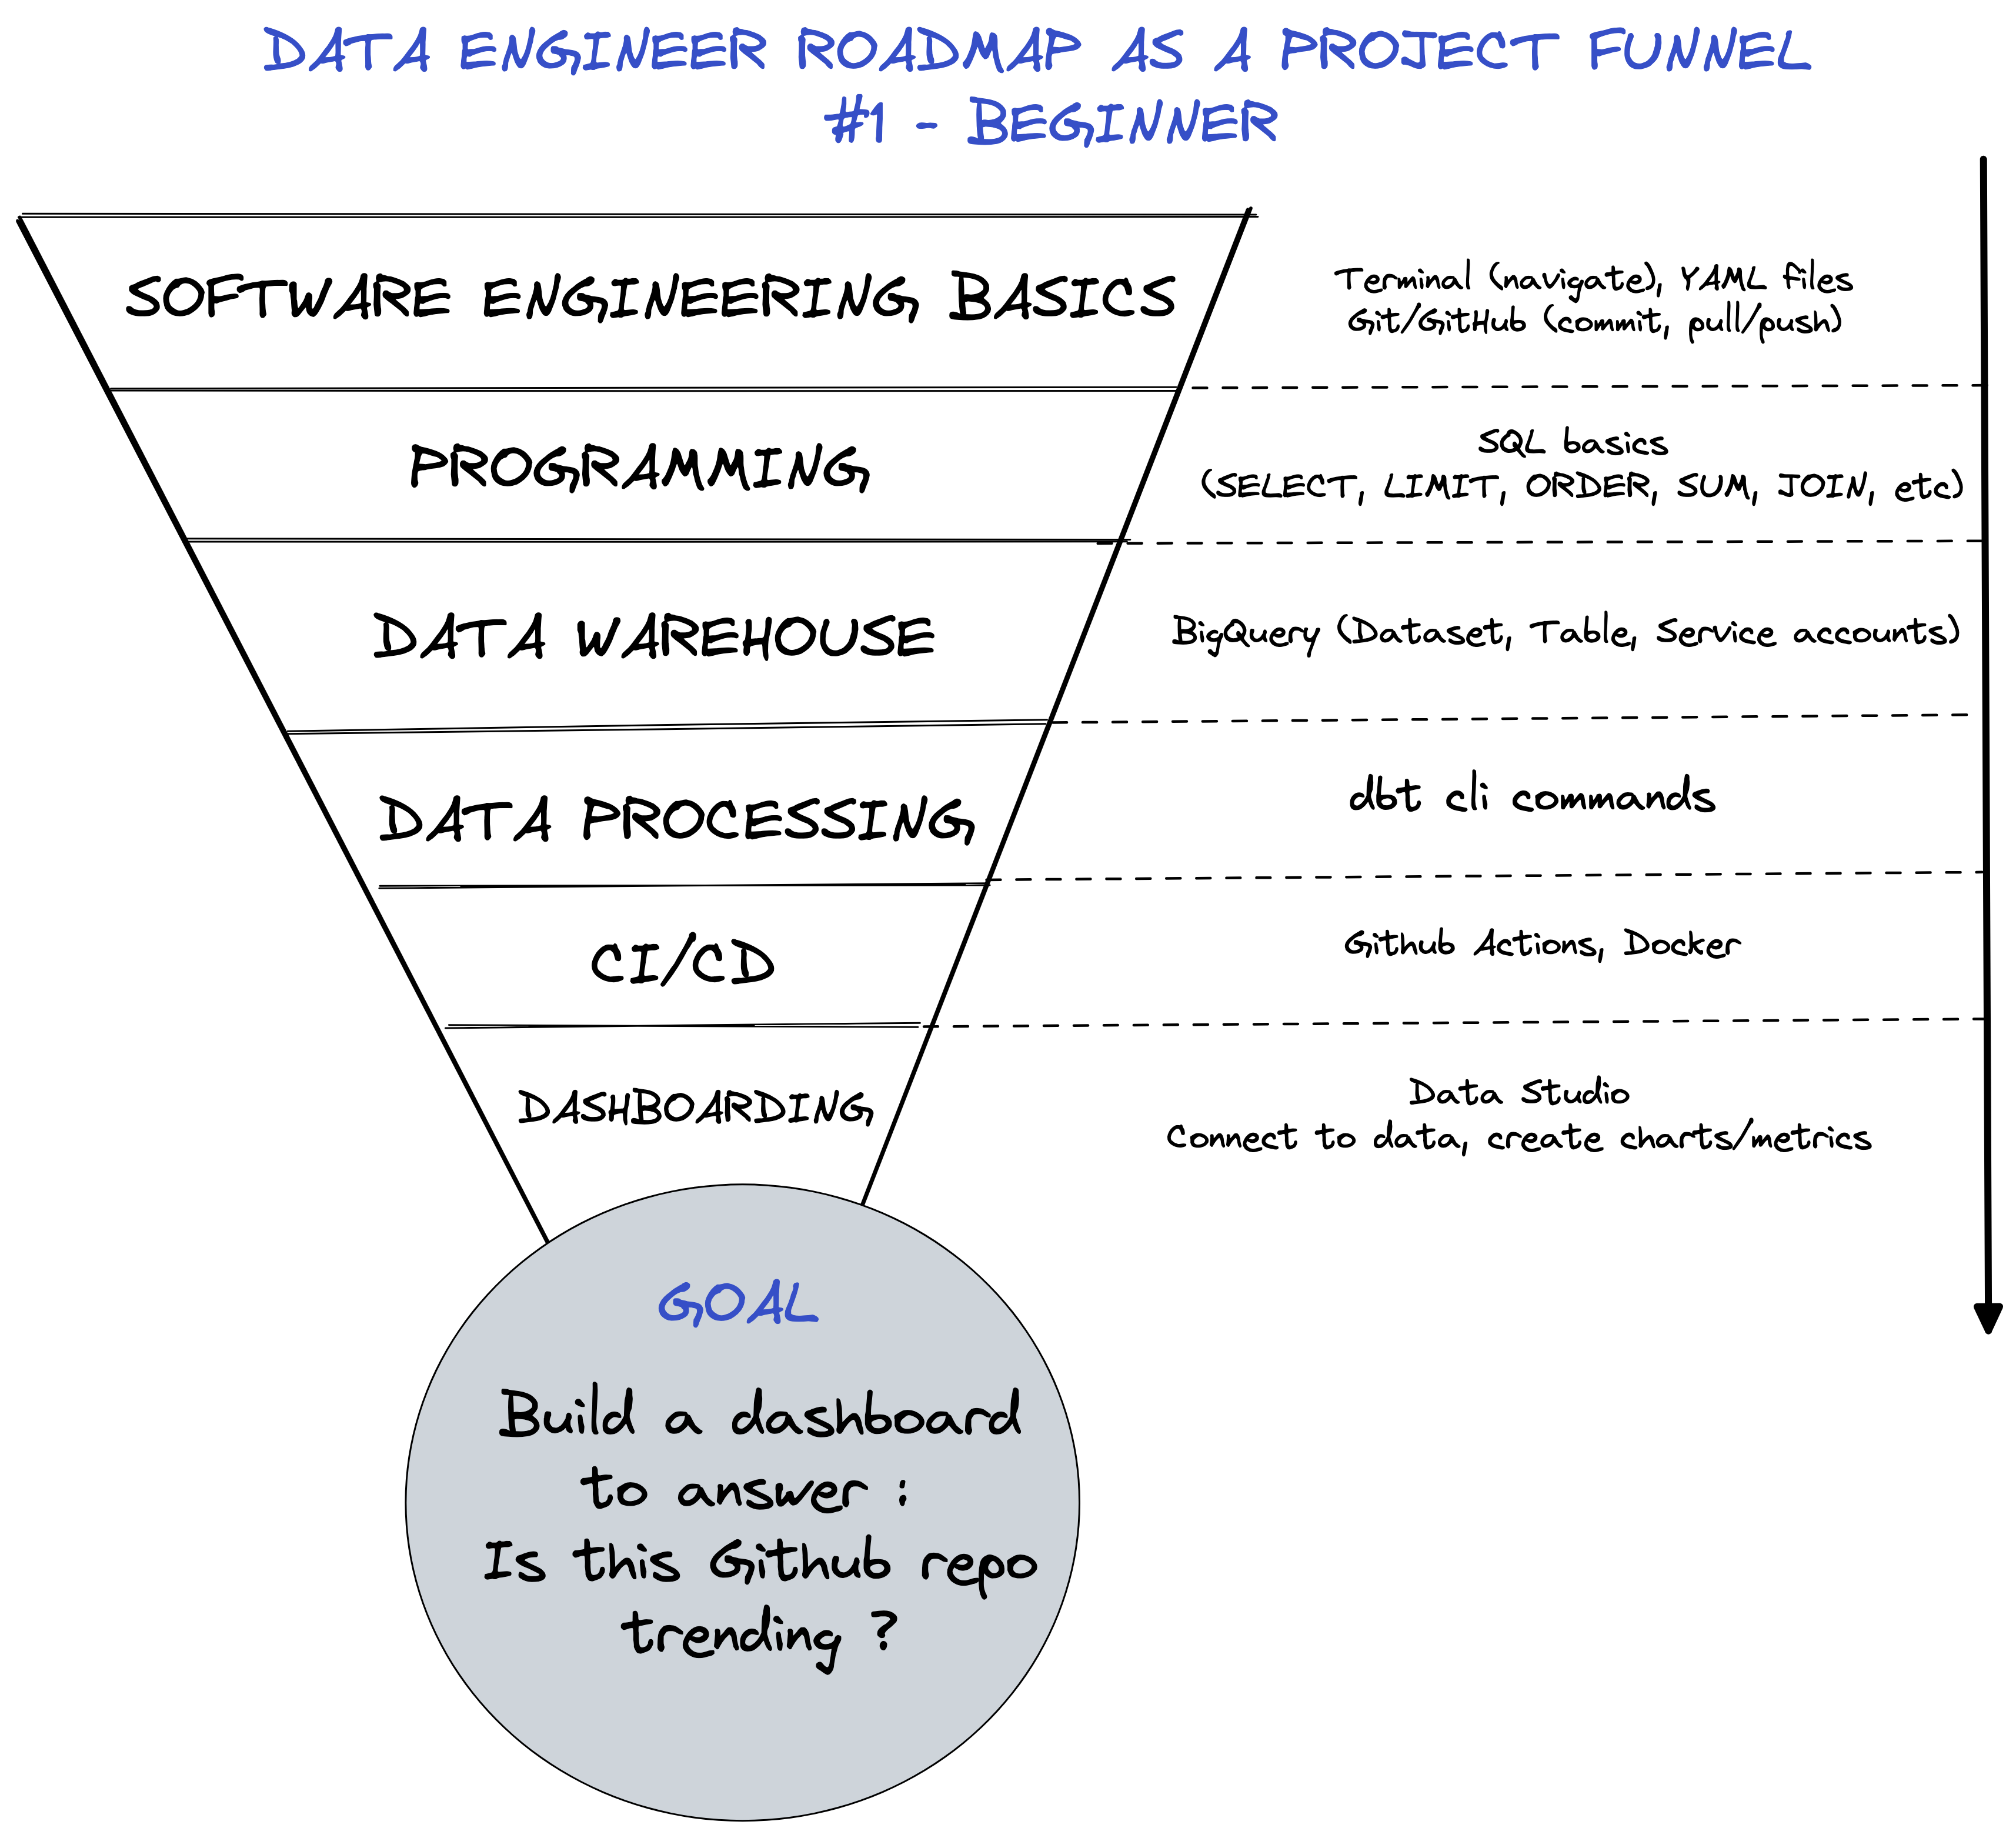 DATA ENGINEER ROADMAP AS A PROJECT FUNNEL
#1 - BEGINNER
SOFTWARE ENGINEERING BASICS
Terminal (navigate), YAML files
Git/GitHub (commit, pull/push)
PROGRAMMING
SQL basics
(SELECT, LIMIT, ORDER, SUM, JOIN, etc)
DATA WAREHOUSE
BigQuery (Dataset, Table, Service accounts)
DATA PROCESSING
dbt cli commands
CI/CD
Github Actions, Docker
DASHBOARDING
Data Studio
Connect to data, create charts/metrics
GOAL
Build a dashboard
to answer :
Is this Github repo
trending ?